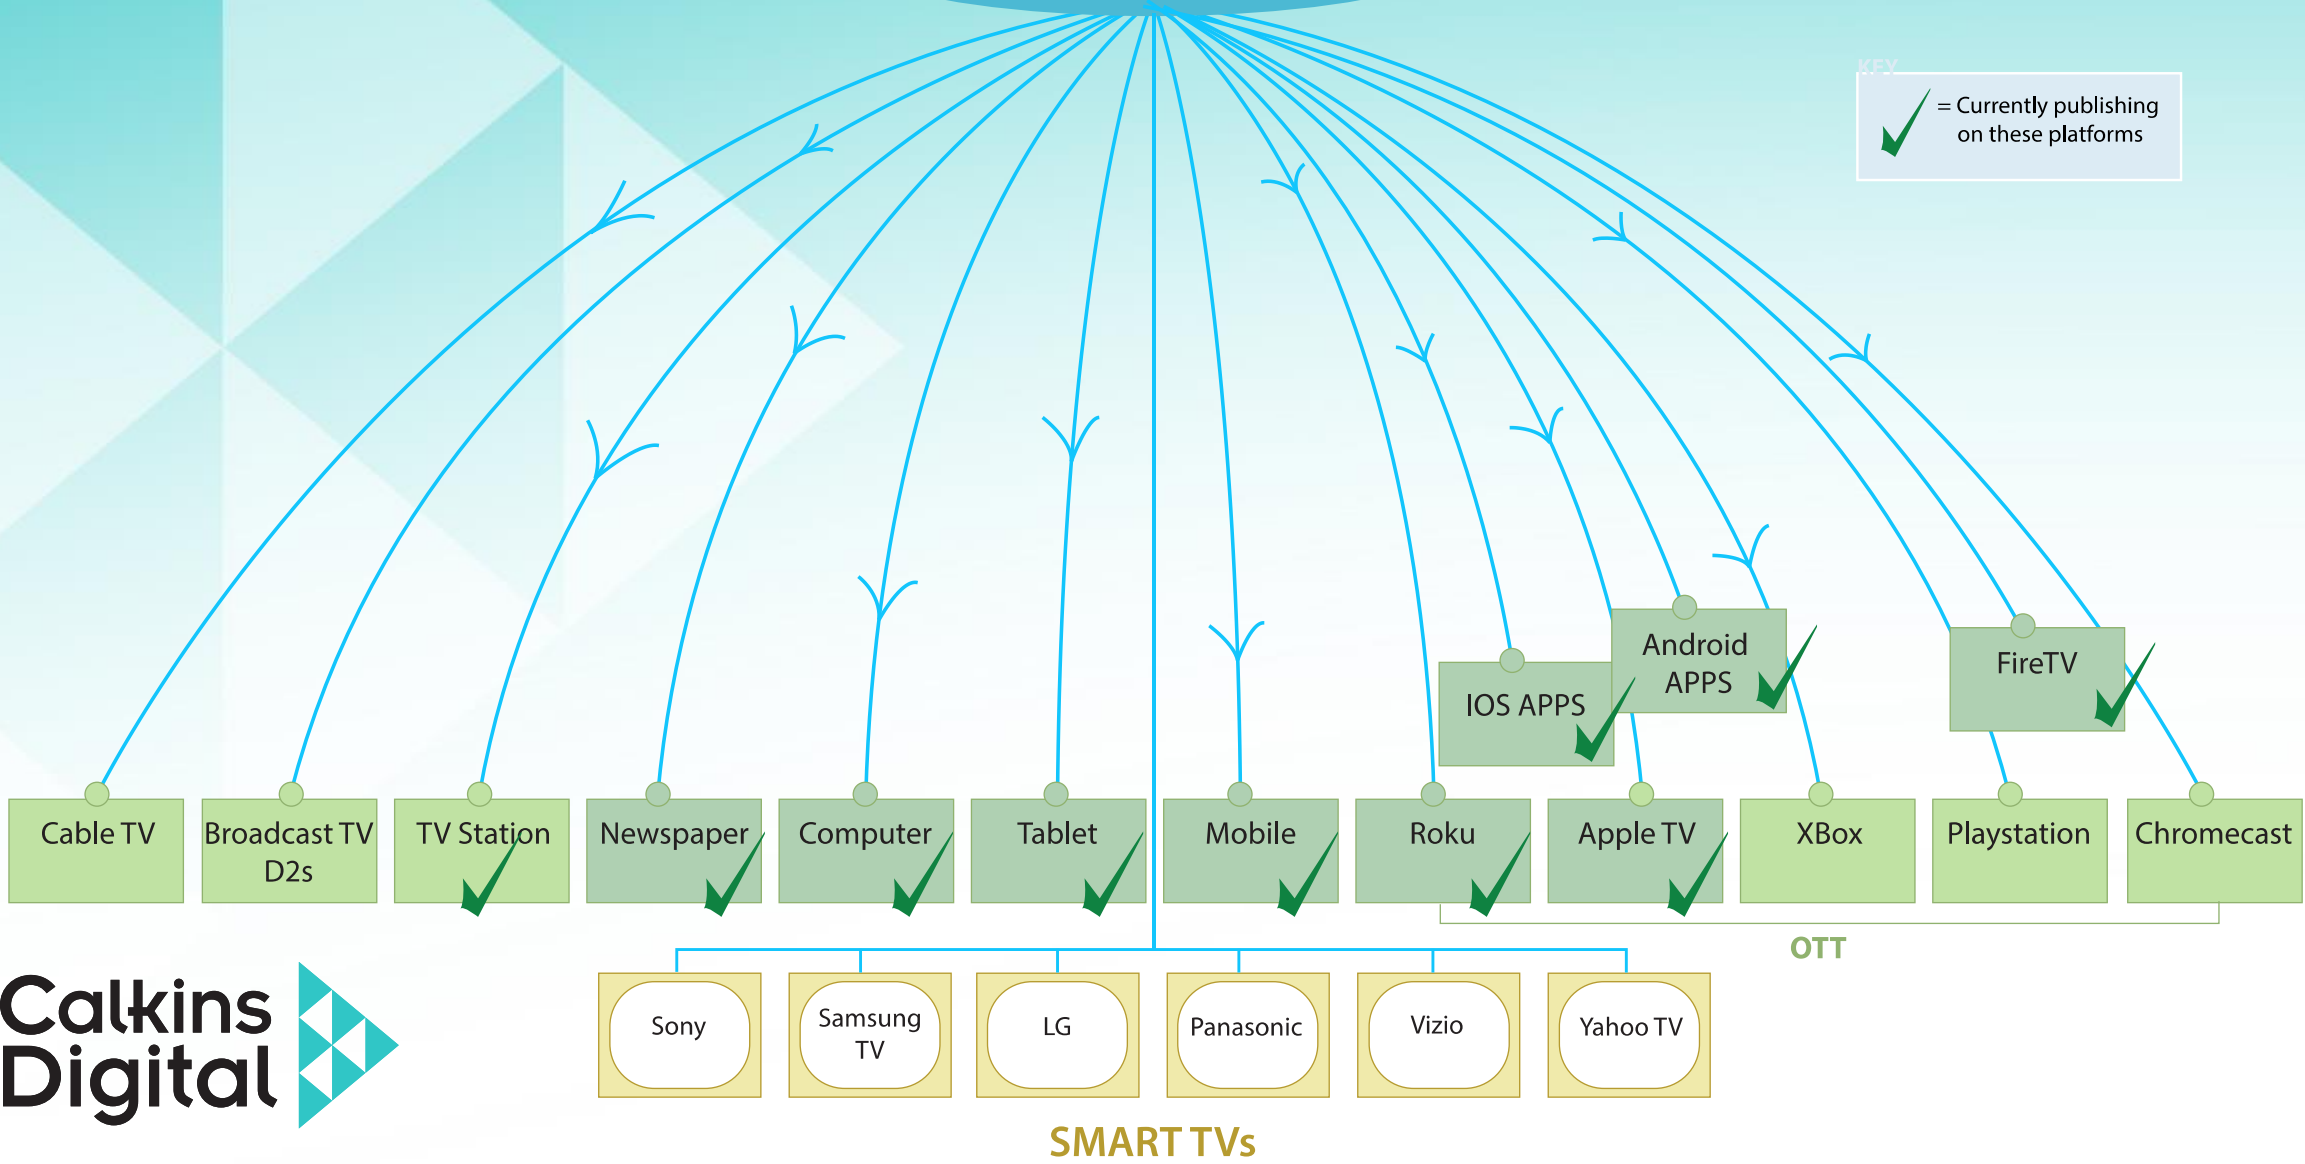 KEY
= Currently publishing
on these platforms
Android
APPS
FireTV
IOS APPS
Cable TV
Broadcast TV
D2s
TV Station
Newspaper
Computer
Tablet
Mobile
Roku
Apple TV
XBox
Playstation
Chromecast
OTT
Calkins
Digital
Sony
Samsung
TV
LG
Panasonic
Vizio
Yahoo TV
SMART TVs